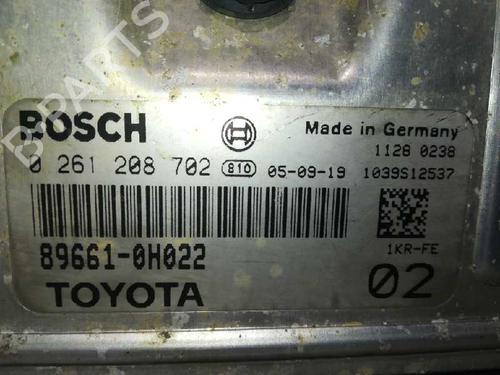 BOSCH
Made in Germany
1128 0238
0 261 208 702 810 05-09-19 1039S12537
89661-0H022
1KR-FE
TOYOTA
02
B-PARTS